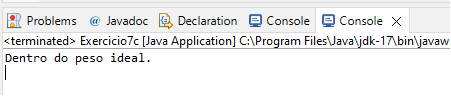 Problems @ Javadoc Declaration Console Console
<terminated> Exercicio7c [Java Application] C:\Program Files\Java\jdk-17\bin\javaw
Dentro do peso ideal.